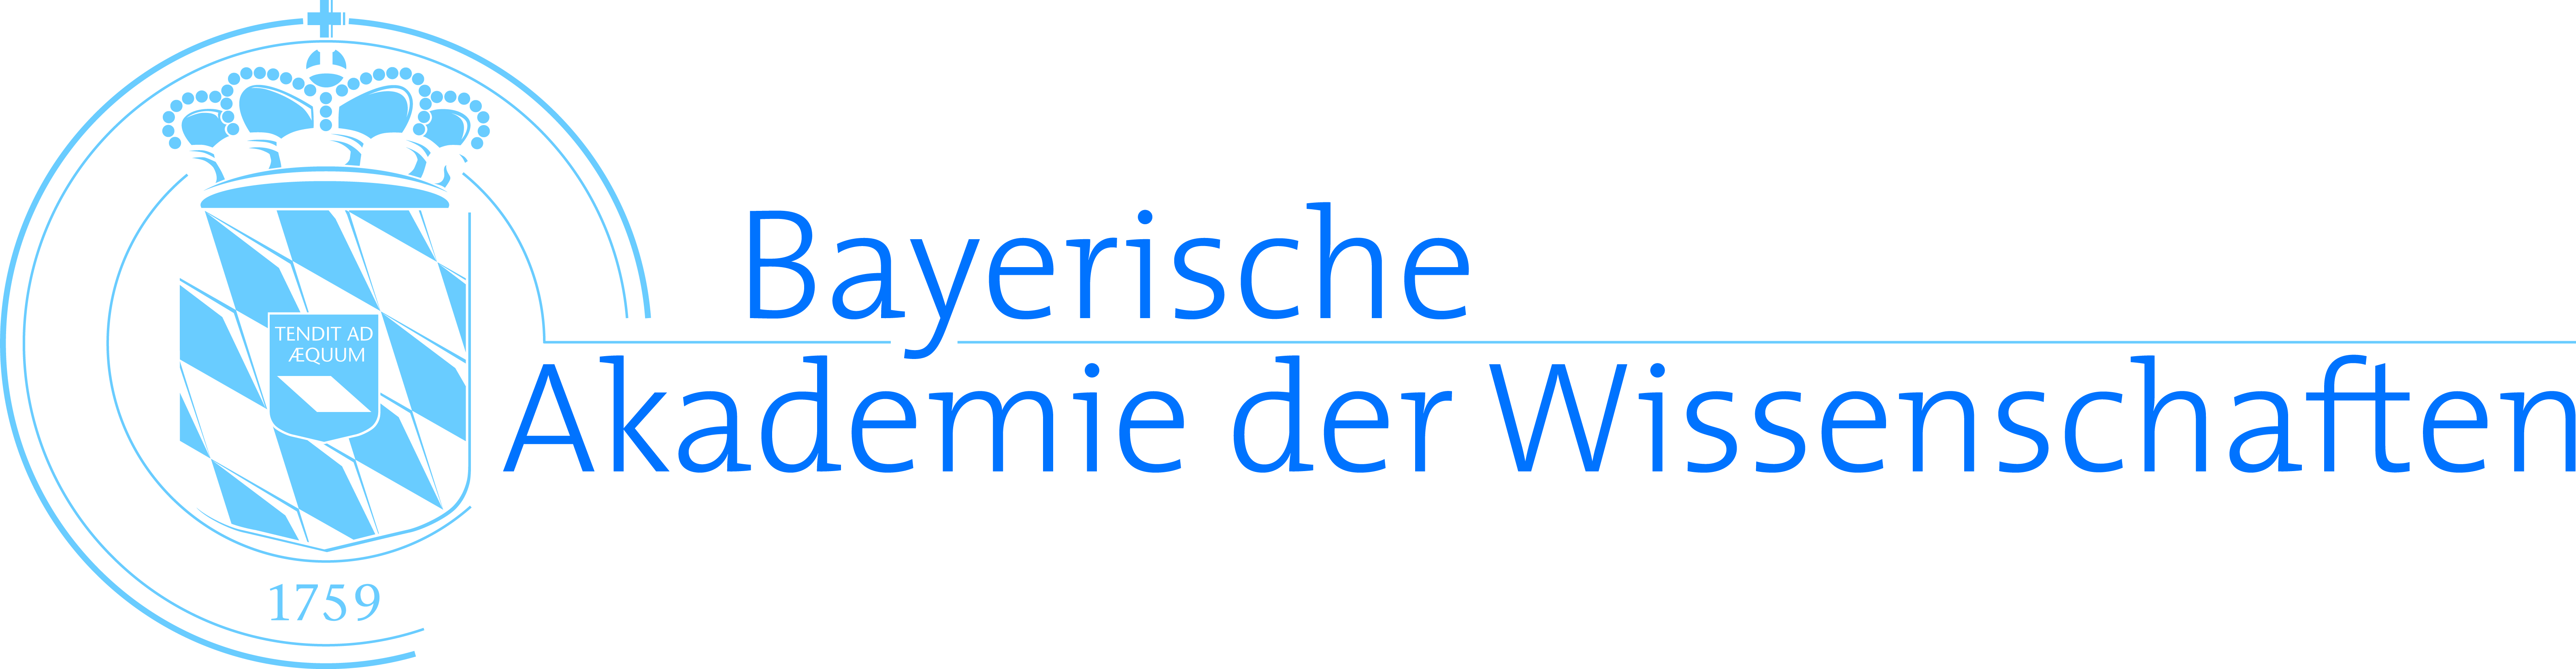 Bayerische
Akademie der Wissenschaften
TENDIT AD
ÆQUUM
1759